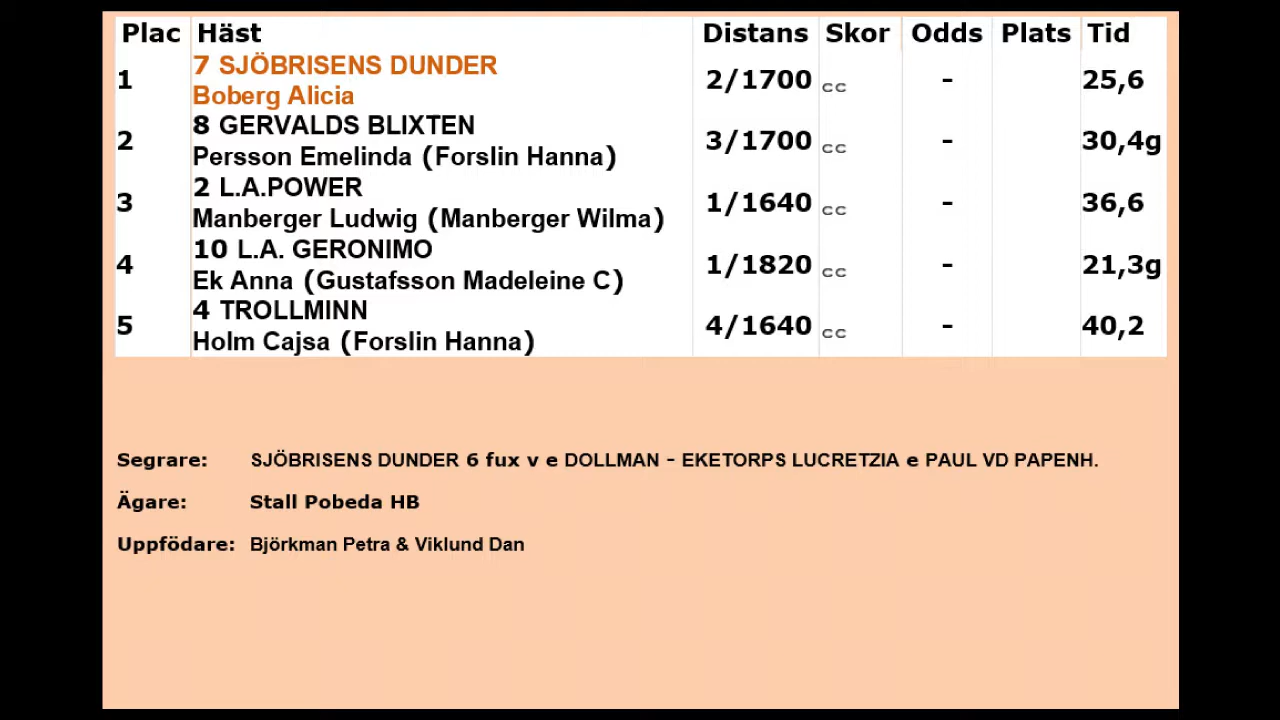 Plac Häst Distans Skor Odds Plats Tid
1 7 SJÖBRISENS DUNDER 2/1700 cc - 25,6
Boberg Alicia
2 8 GERVALDS BLIXTEN 3/1700 cc - 30,4g
Persson Emelinda (Forslin Hanna)
3 2 L.A.POWER 1/1640 cc - 36,6
Manberger Ludwig (Manberger Wilma)
4 10 L.A. GERONIMO 1/1820 cc - 21,3g
Ek Anna (Gustafsson Madeleine C)
5 4 TROLLMINN 4/1640 cc - 40,2
Holm Cajsa (Forslin Hanna)
Segrare: SJÖBRISENS DUNDER 6 fux v e DOLLMAN - EKETORPS LUCRETZIA e PAUL VD PAPENH.
Ägare: Stall Pobeda HB
Uppfödare: Björkman Petra & Viklund Dan